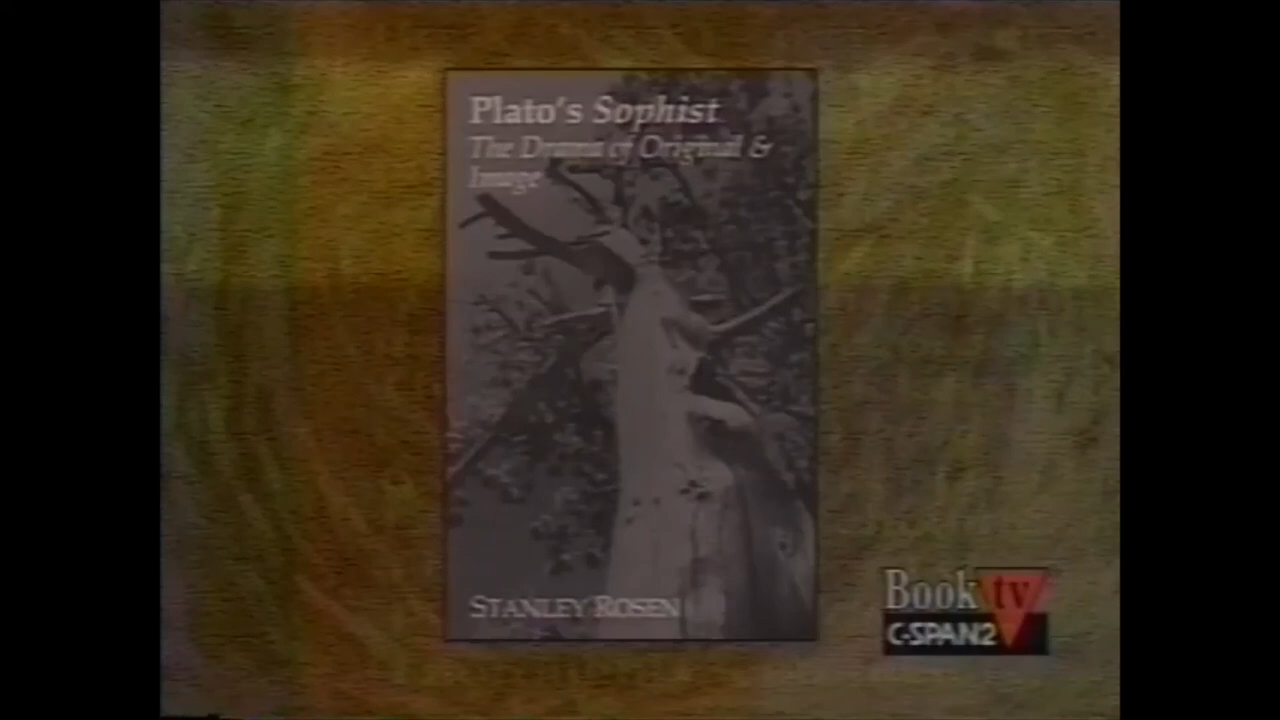 Plato's Sophist
The Drama of Original &
Image
STANLEY ROSEN
Book tv
C-SPAN2